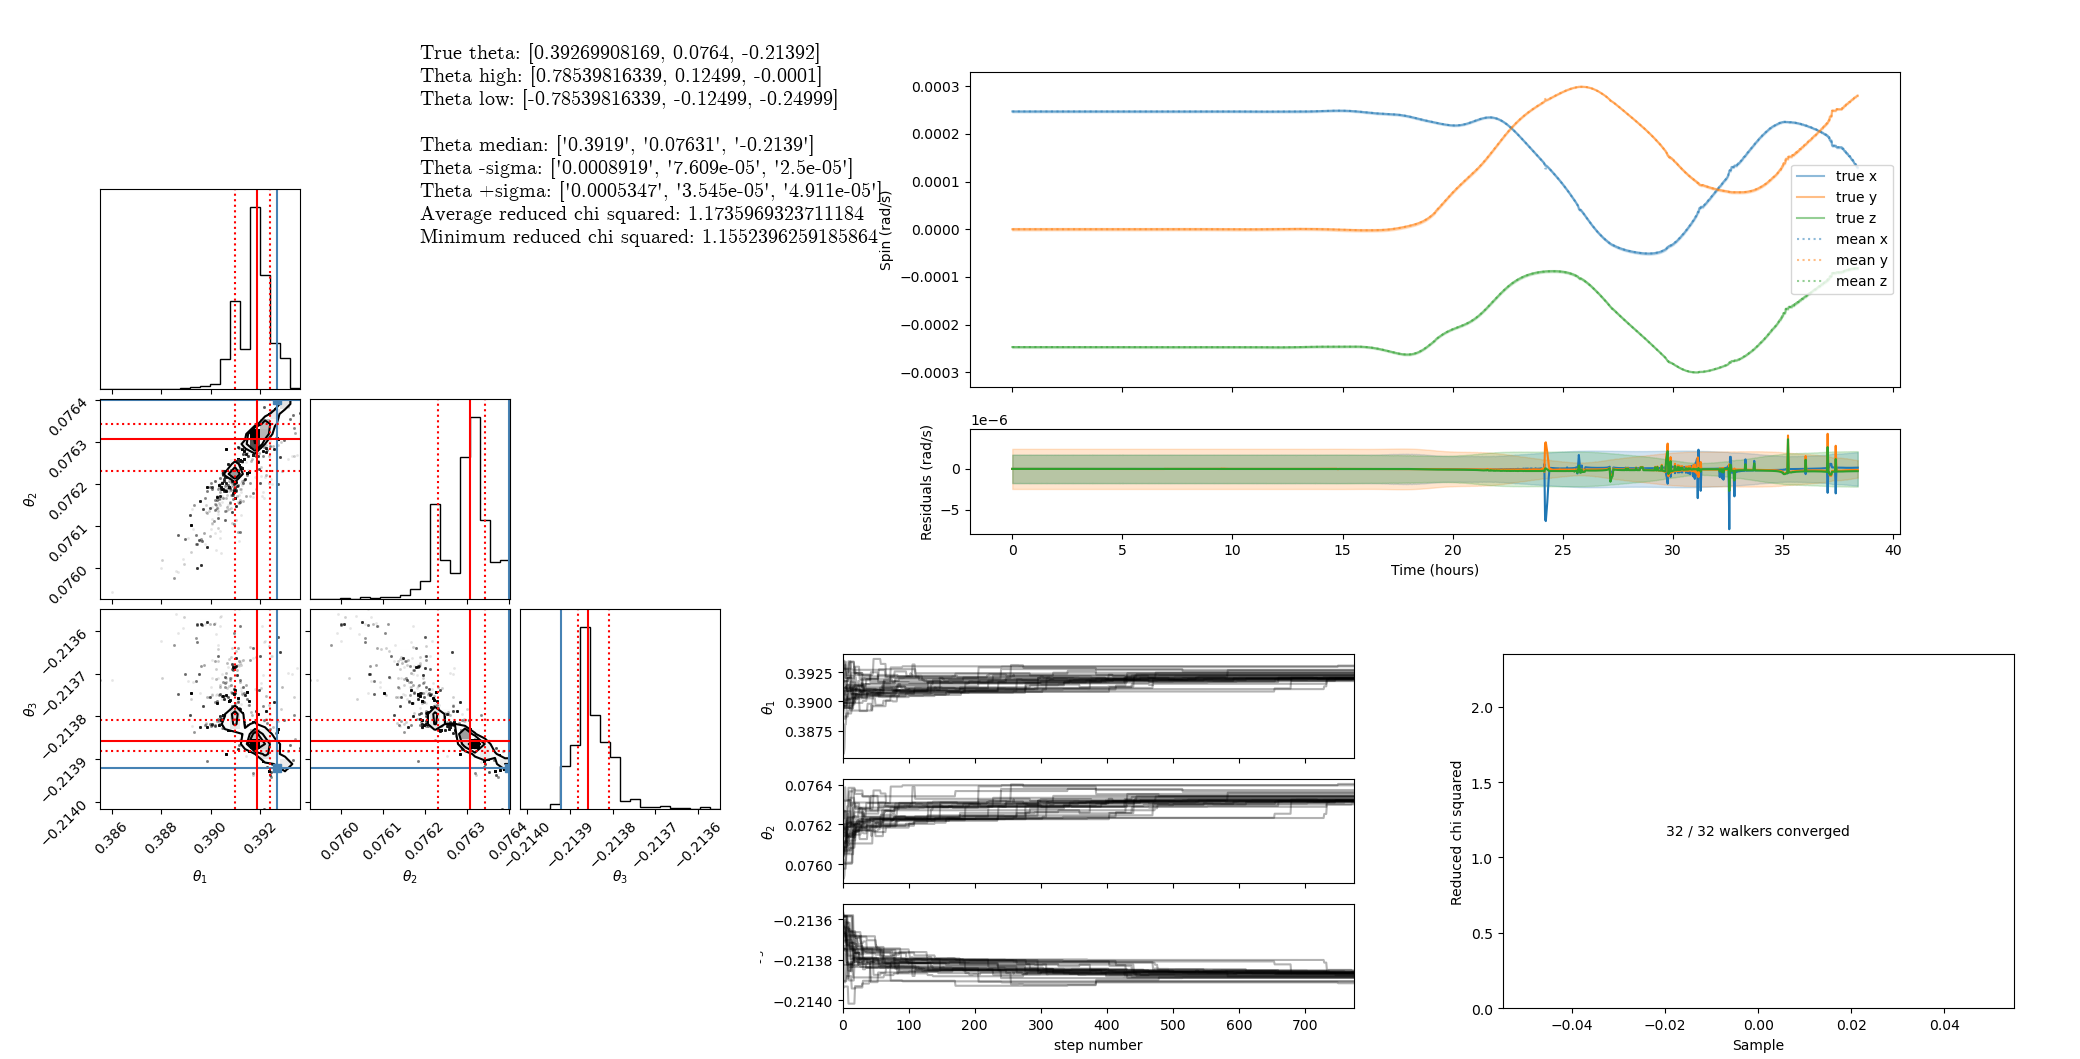 True theta: [0.39269908169, 0.0764, -0.21392]
Theta high: [0.78539816339, 0.12499, -0.0001]
Theta low: [-0.78539816339, -0.12499, -0.24999]
Theta median: ['0.3919', '0.07631', '-0.2139']
Theta -sigma: ['0.0008919', '7.609e-05', '2.5e-05']
Theta +sigma: ['0.0005347', '3.545e-05', '4.911e-05']
Average reduced chi squared: 1.1735969323711184
Minimum reduced chi squared: 1.1552396259185864
0.0003
0.0002
0.0001
0.0000
−0.0001
−0.0002
−0.0003
Spin (rad/s)
true x
true y
true z
mean x
mean y
mean z
1e−6
0
−5
Residuals (rad/s)
0 5 10 15 20 25 30 35 40
Time (hours)
0.0764
0.0763
0.0762
0.0761
0.0760
θ2
−0.2136
−0.2137
−0.2138
−0.2139
−0.2140
θ3
0.386 0.388 0.390 0.392
θ1
0.0760 0.0761 0.0762 0.0763 0.0764
θ2
−0.2140 −0.2139 −0.2138 −0.2137 −0.2136
θ3
0.3925
0.3900
0.3875
θ1
0.0764
0.0762
0.0760
θ2
−0.2136
−0.2138
−0.2140
0 100 200 300 400 500 600 700
step number
2.0
1.5
1.0
0.5
0.0
Reduced chi squared
32 / 32 walkers converged
−0.04 −0.02 0.00 0.02 0.04
Sample